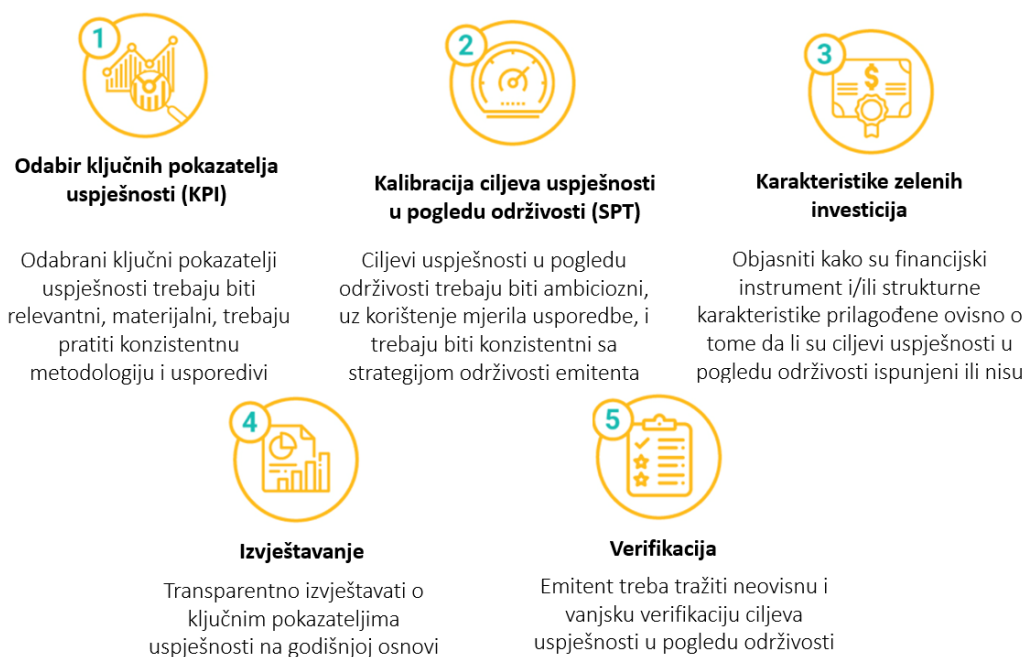 1
Odabir ključnih pokazatelja
uspješnosti (KPI)
Odabrani ključni pokazatelji
uspješnosti trebaju biti
relevantni, materijalni, trebaju
pratiti konzistentnu
metodologiju i usporedivi
2
Kalibracija ciljeva uspješnosti
u pogledu održivosti (SPT)
Ciljevi uspješnosti u pogledu
održivosti trebaju biti ambiciozni,
uz korištenje mjerila usporedbe, i
trebaju biti konzistentni sa
strategijom održivosti emitenta
3
$
Karakteristike zelenih
investicija
Objasniti kako su financijski
instrument i/ili strukturne
karakteristike prilagođene ovisno o
tome da li su ciljevi uspješnosti u
pogledu održivosti ispunjeni ili nisu
4
Izvještavanje
Transparentno izvještavati o
ključnim pokazateljima
uspješnosti na godišnjoj osnovi
5
Verifikacija
Emitent treba tražiti neovisnu i
vanjsku verifikaciju ciljeva
uspješnosti u pogledu održivosti